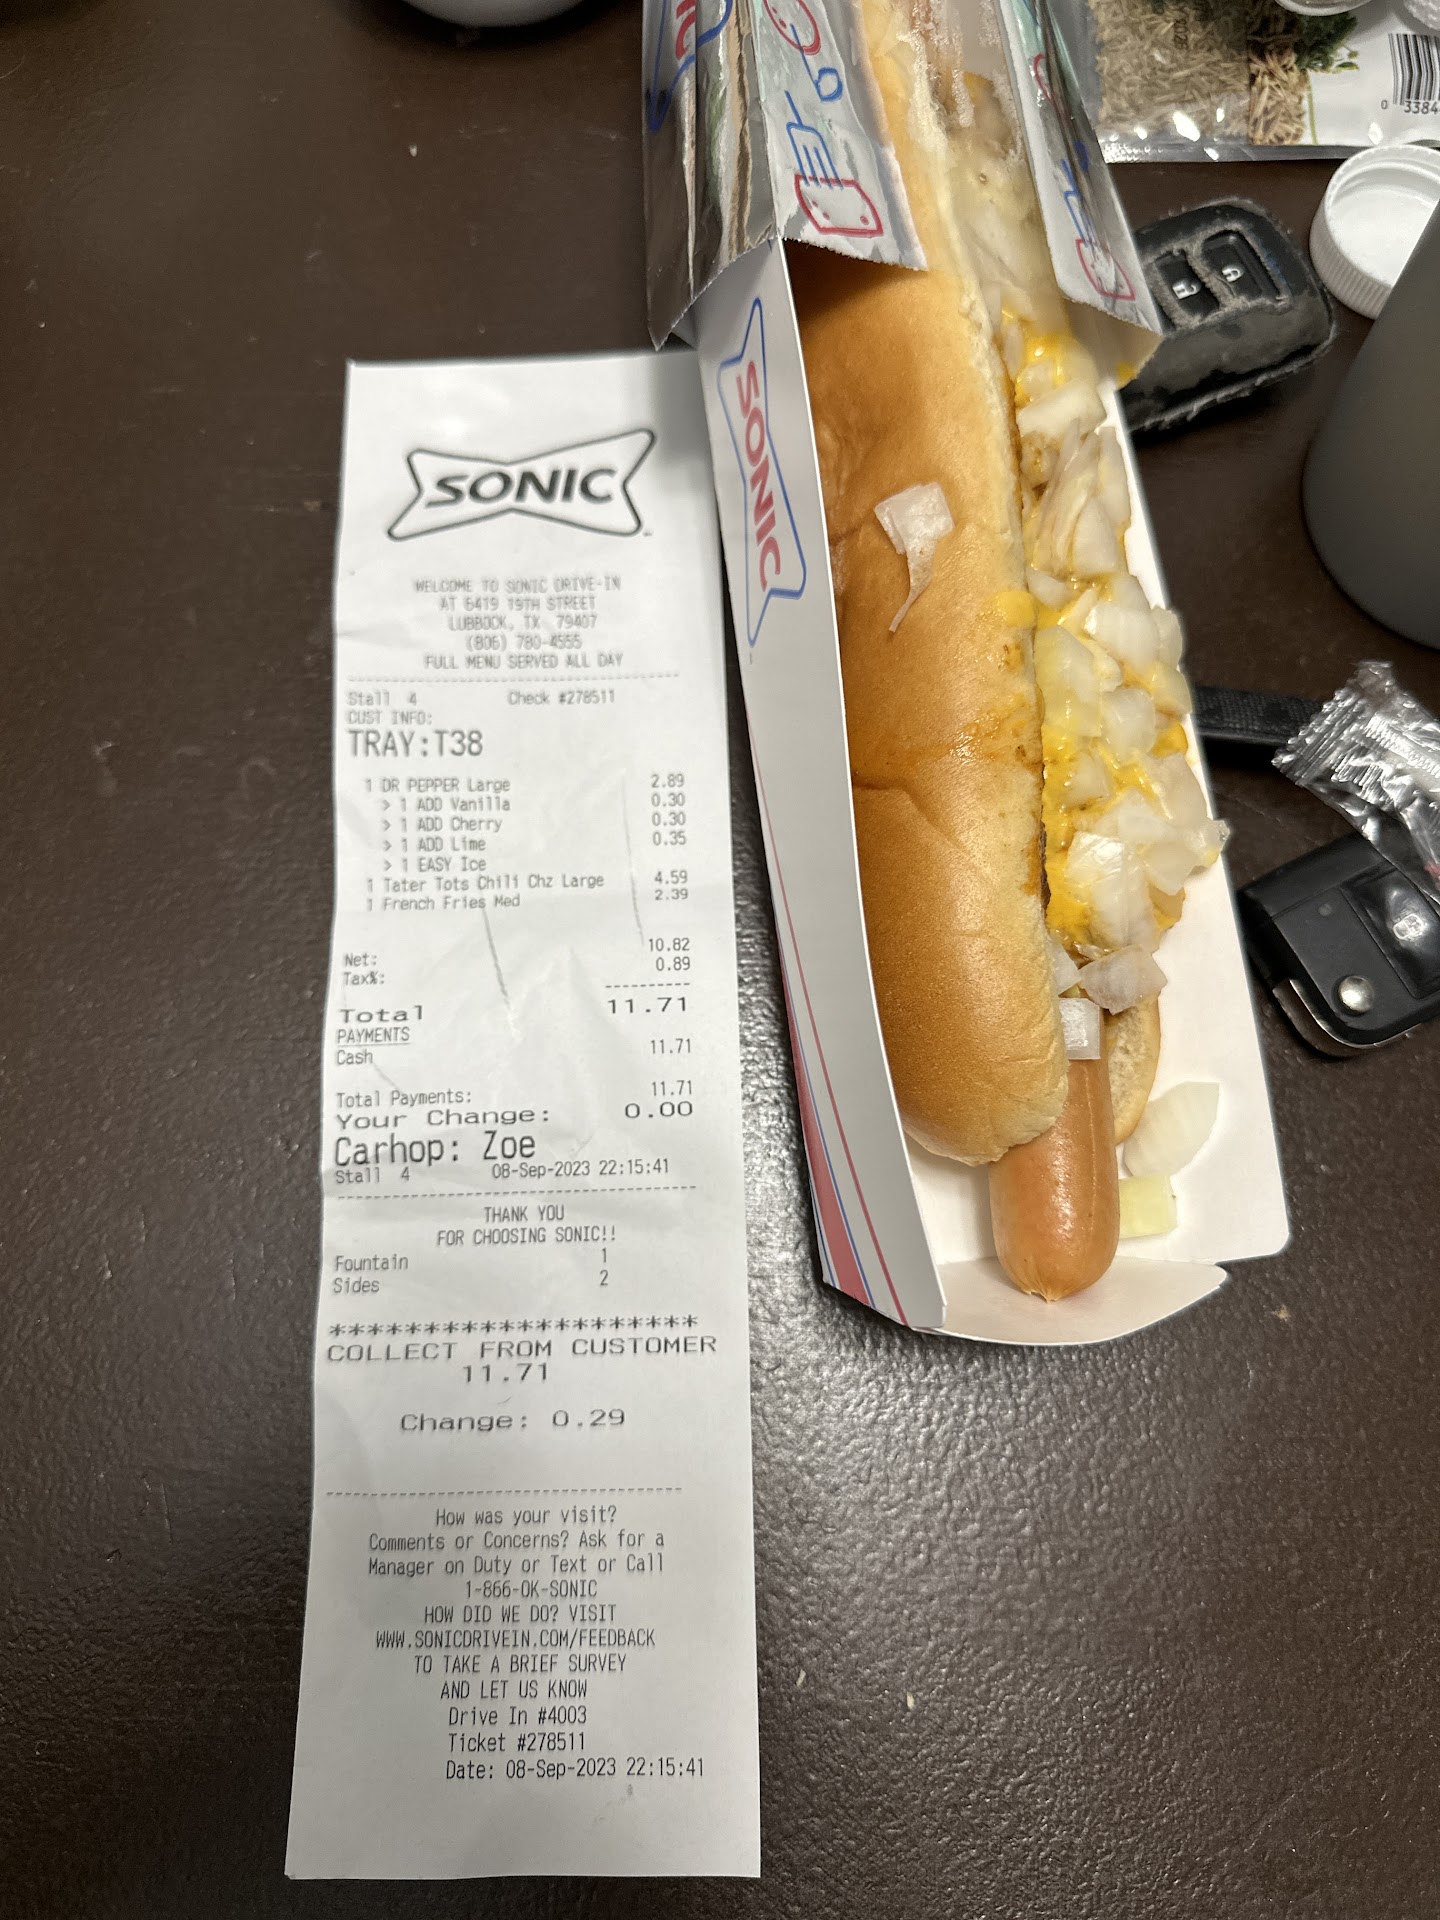 SONIC
WELCOME TO SONIC DRIVE-IN
AT 6419 19TH STREET
LUBBOCK, TX 79407
(806) 780-4555
FULL MENU SERVED ALL DAY
Stall 4 Check #278511
CUST INFO:
TRAY:T38
1 DR PEPPER Large 2.89
> 1 ADD Vanilla 0.30
> 1 ADD Cherry 0.30
> 1 ADD Lime 0.35
> 1 EASY Ice
1 Tater Tots Chili Chz Large 4.59
1 French Fries Med 2.39
Net: 10.82
Tax%: 0.89
Total 11.71
PAYMENTS
Cash 11.71
Total Payments: 11.71
Your Change: 0.00
Carhop: Zoe
Stall 4 08-Sep-2023 22:15:41
THANK YOU
FOR CHOOSING SONIC!!
Fountain 1
Sides 2
********************
COLLECT FROM CUSTOMER
11.71
Change: 0.29
How was your visit?
Comments or Concerns? Ask for a
Manager on Duty or Text or Call
1-866-OK-SONIC
HOW DID WE DO? VISIT
WWW.SONICDRIVEIN.COM/FEEDBACK
TO TAKE A BRIEF SURVEY
AND LET US KNOW
Drive In #4003
Ticket #278511
Date: 08-Sep-2023 22:15:41
SONIC